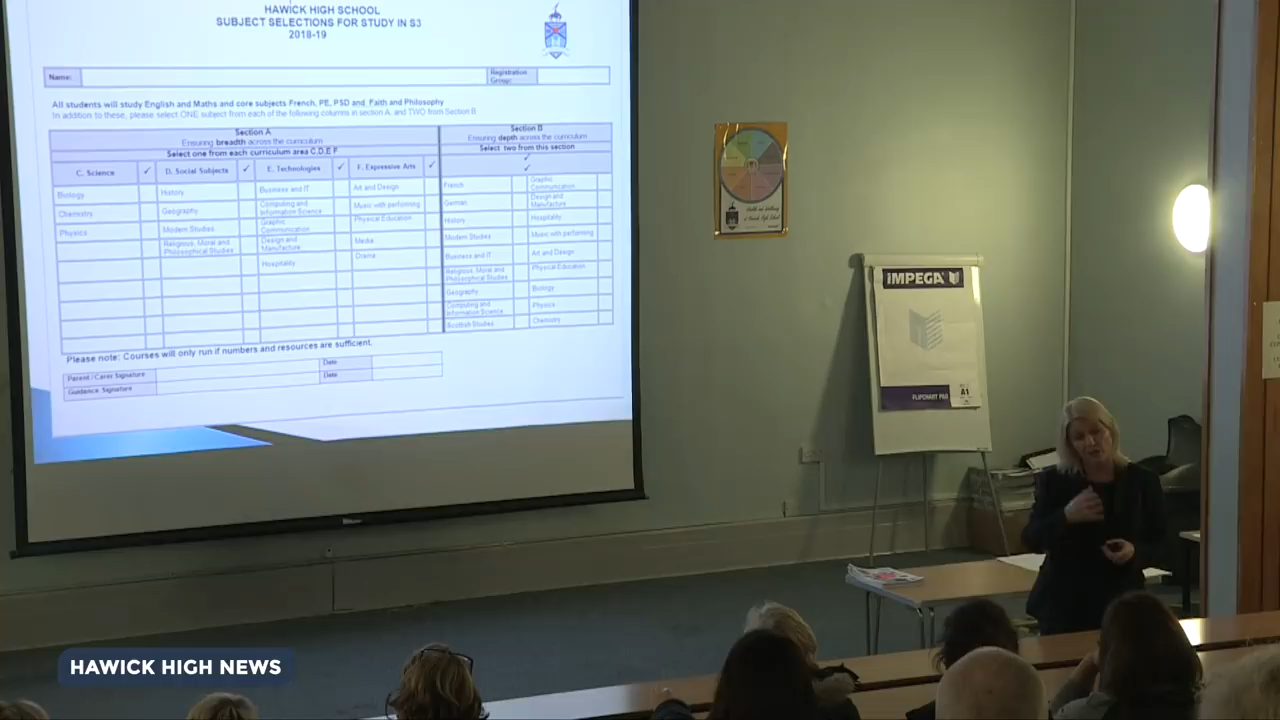 HAWICK HIGH SCHOOL
SUBJECT SELECTIONS FOR STUDY IN S3
2018-19
Name:
Registration Group:
All students will study English and Maths and core subjects French, PE, PSD and Faith and Philosophy
In addition to these, please select ONE subject from each of the following columns in section A, and TWO from Section B
Section A
Ensuring breadth across the curriculum
Select one from each curriculum area C,D,E,F
Section B
Ensuring depth across the curriculum
Select two from this section
✓
✓
C. Science ✓ D. Social Subjects ✓ E. Technologies ✓ F. Expressive Arts ✓
Biology History Business and IT Art and Design
Chemistry Geography Computing and Information Science Music with performing
Physics Modern Studies Graphic Communication Physical Education
Religious, Moral and Philosophical Studies Design and Manufacture Media
Hospitality Drama
French Graphic Communication
German Design and Manufacture
History Hospitality
Modern Studies Music with performing
Business and IT Art and Design
Religious, Moral and Philosophical Studies Physical Education
Geography Biology
Computing and Information Science Physics
Scottish Studies Chemistry
Please note: Courses will only run if numbers and resources are sufficient.
Parent / Carer Signature Date
Guidance Signature Date
IMPEGA
FLIPCHART PAD
A1
HAWICK HIGH NEWS